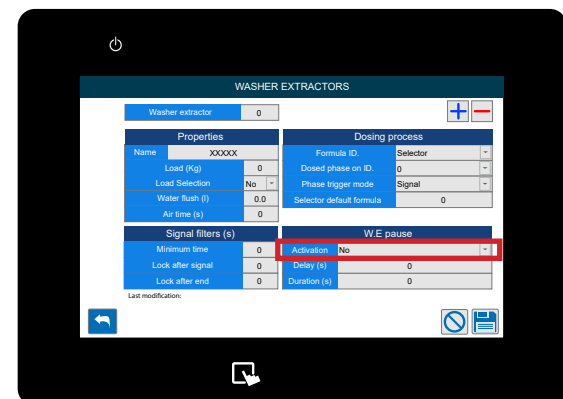 WASHER EXTRACTORS
Washer extractor 0
Properties
Name XXXXX
Load (Kg) 0
Load Selection No
Water flush (l) 0.0
Air time (s) 0
Dosing process
Formula ID. Selector
Dosed phase on ID. 0
Phase trigger mode Signal
Selector default formula 0
Signal filters (s)
Minimum time 0
Lock after signal 0
Lock after end 0
W.E pause
Activation No
Delay (s) 0
Duration (s) 0
Last modification: